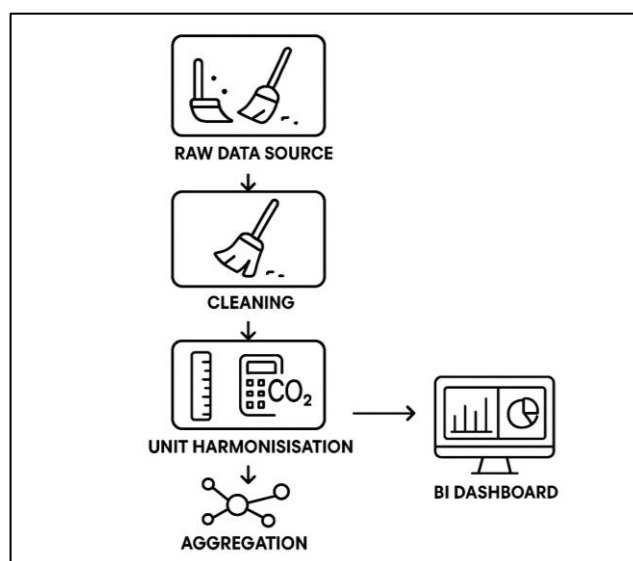 RAW DATA SOURCE
CLEANING
CO₂
UNIT HARMONISISATION
BI DASHBOARD
AGGREGATION